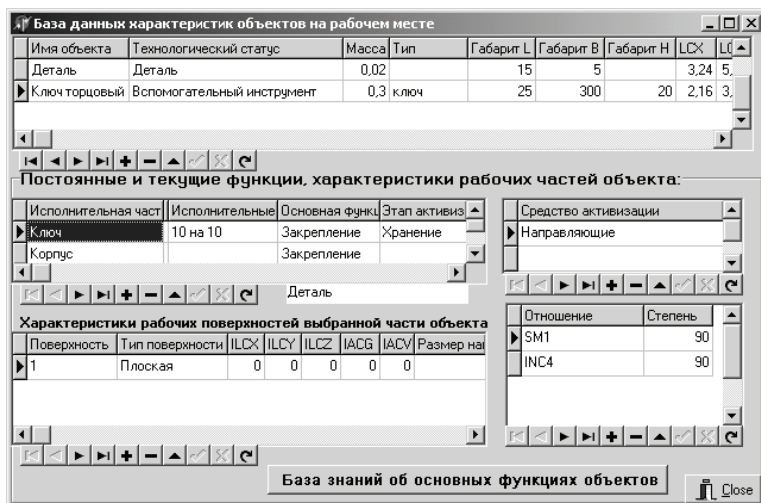 База данных характеристик объектов на рабочем месте
Имя объекта Технологический статус Масса Тип Габарит L Габарит B Габарит H LCX
Деталь Деталь 0,02 15 5 3,24 5,
Ключ торцовый Вспомогательный инструмент 0,3 ключ 25 300 20 2,16 3,
Постоянные и текущие функции, характеристики рабочих частей объекта:
Исполнительная част Исполнительные Основная функц Этап активиз
Ключ 10 на 10 Закрепление Хранение
Корпус Закрепление
Деталь
Средство активизации
Направляющие
Характеристики рабочих поверхностей выбранной части объекта
Поверхность Тип поверхности ILCX ILCY ILCZ IACG IACV Размер
1 Плоская 0 0 0 0 0
Отношение Степень
SM1 90
INC4 90
База знаний об основных функциях объектов
Close